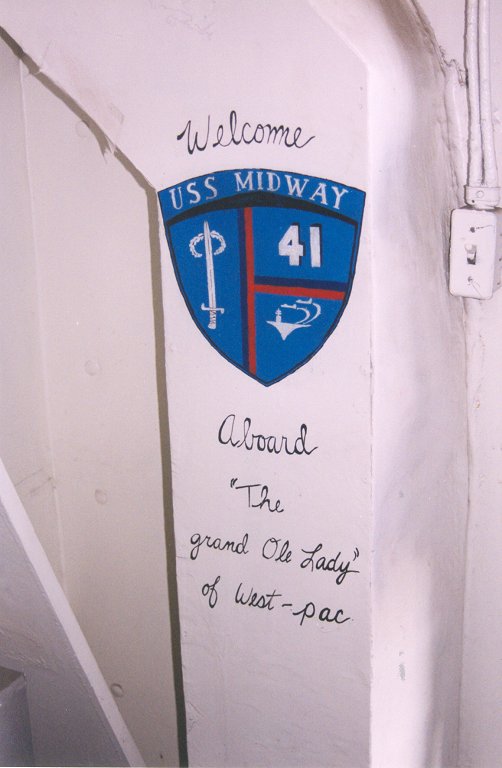 Welcome
USS MIDWAY
41
Aboard
"The
grand Ole Lady"
of West-pac